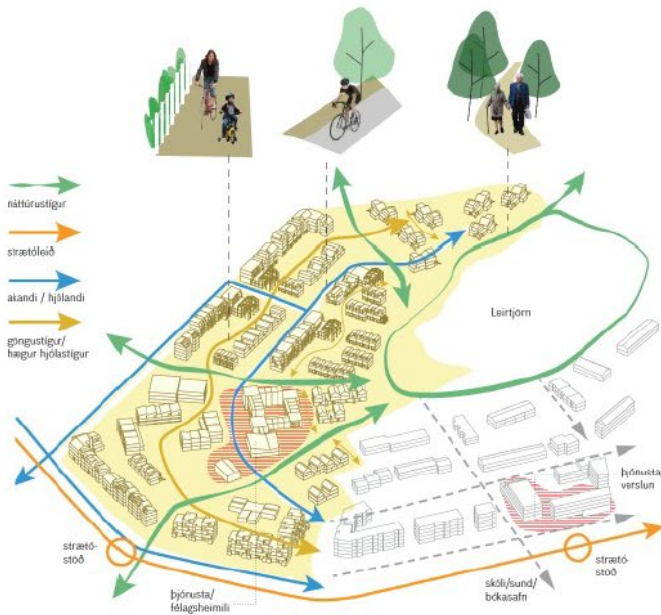 náttúrustígur
strætóleið
akandi / hjólandi
göngustígur/
hægur hjólastígur
Leirtjörn
þjónusta/
verslun
strætó-
stöð
þjónusta/
félagsheimili
skóli/sund/
bókasafn
strætó-
stöð